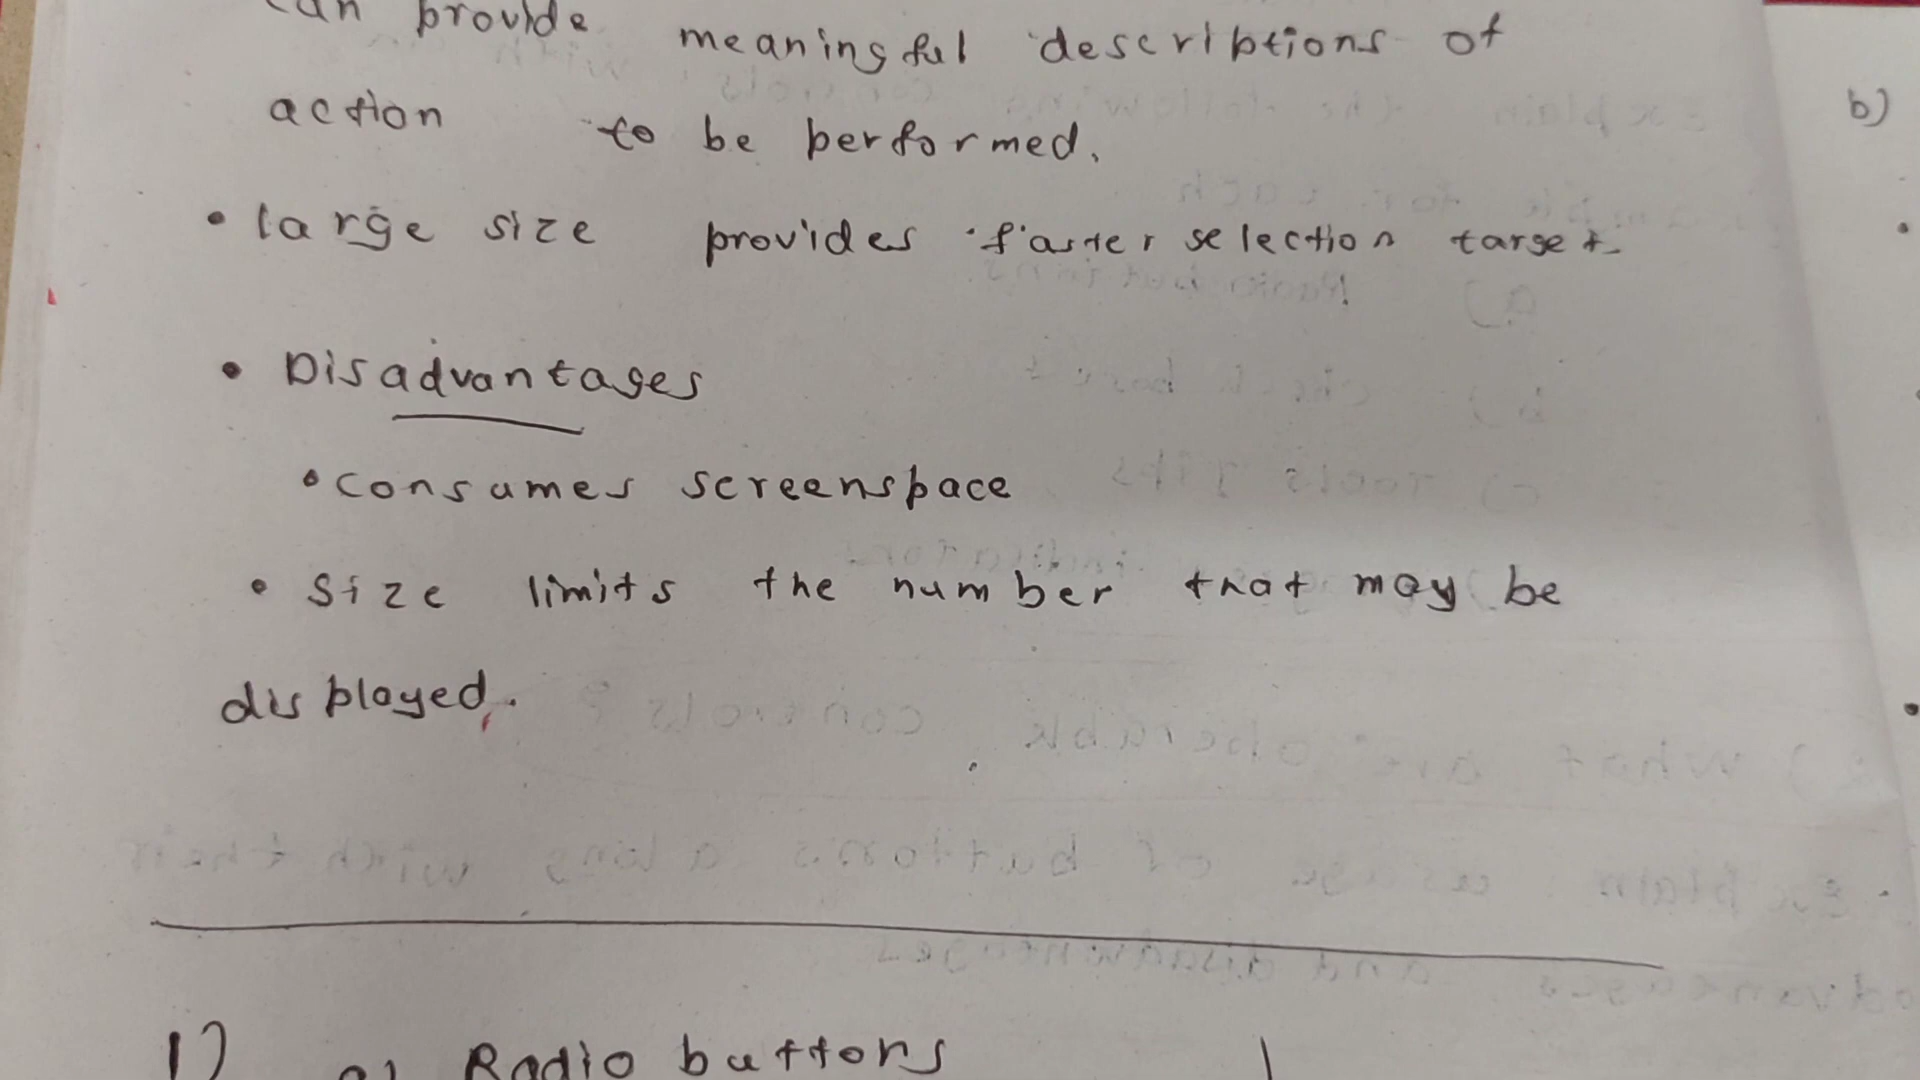 can provide meaningful descriptions of
action to be performed.
• large size provides faster selection target
• Disadvantages
• consumes screenspace
• size limits the number that may be
displayed.
1) a) Radio buttons
b)